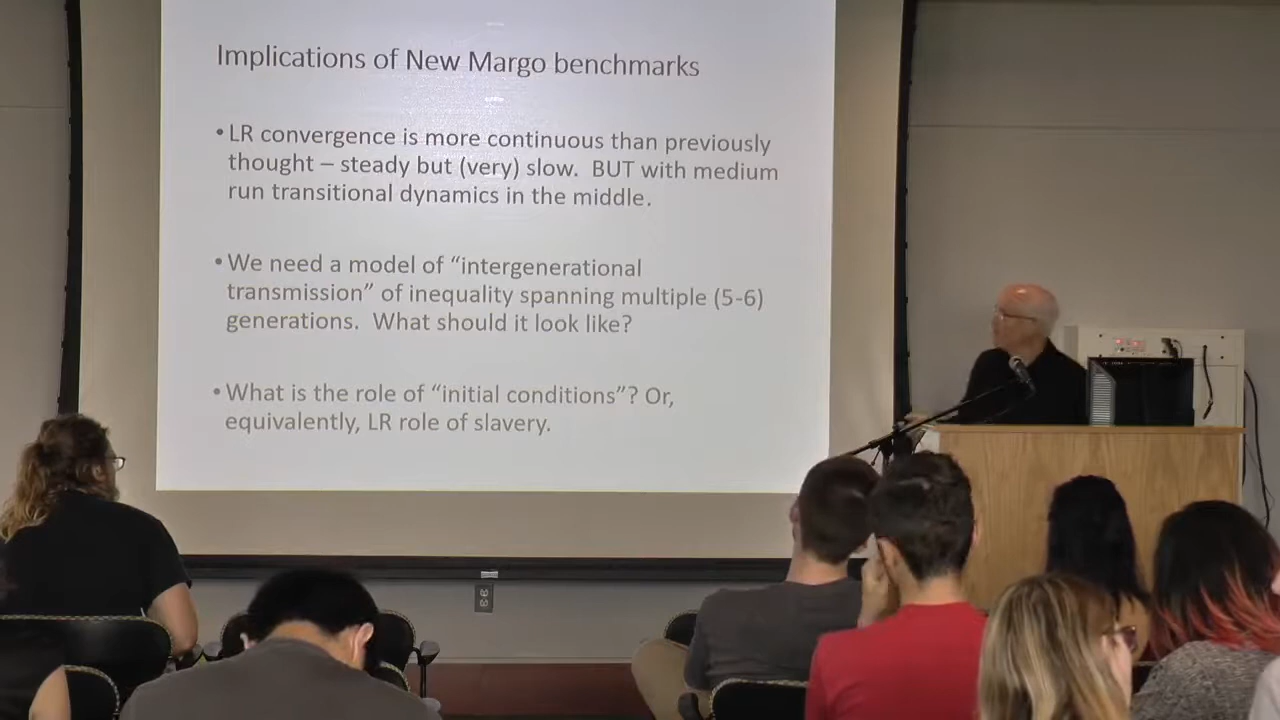 Implications of New Margo benchmarks
• LR convergence is more continuous than previously
thought – steady but (very) slow.  BUT with medium
run transitional dynamics in the middle.
• We need a model of “intergenerational
transmission” of inequality spanning multiple (5-6)
generations.  What should it look like?
• What is the role of “initial conditions”? Or,
equivalently, LR role of slavery.